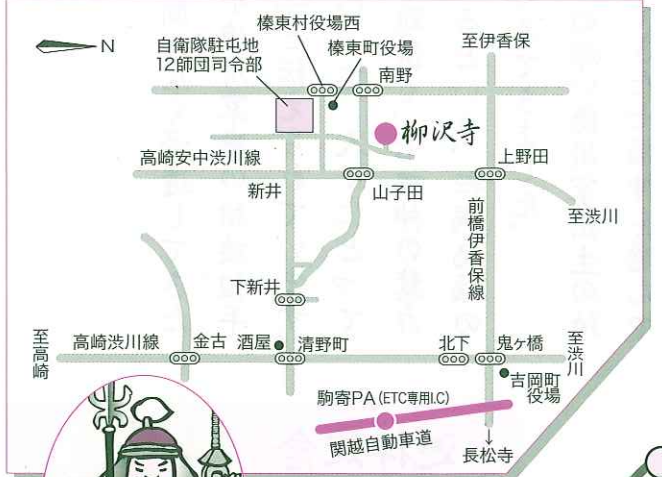 N
榛東村役場西
榛東町役場
至伊香保
自衛隊駐屯地
12師団司令部
南野
柳沢寺
高崎安中渋川線
上野田
新井
山子田
至渋川
前橋伊香保線
下新井
至高崎
高崎渋川線
金古
酒屋
清野町
北下
鬼ヶ橋
至渋川
吉岡町
役場
駒寄PA(ETC専用I.C)
関越自動車道
長松寺